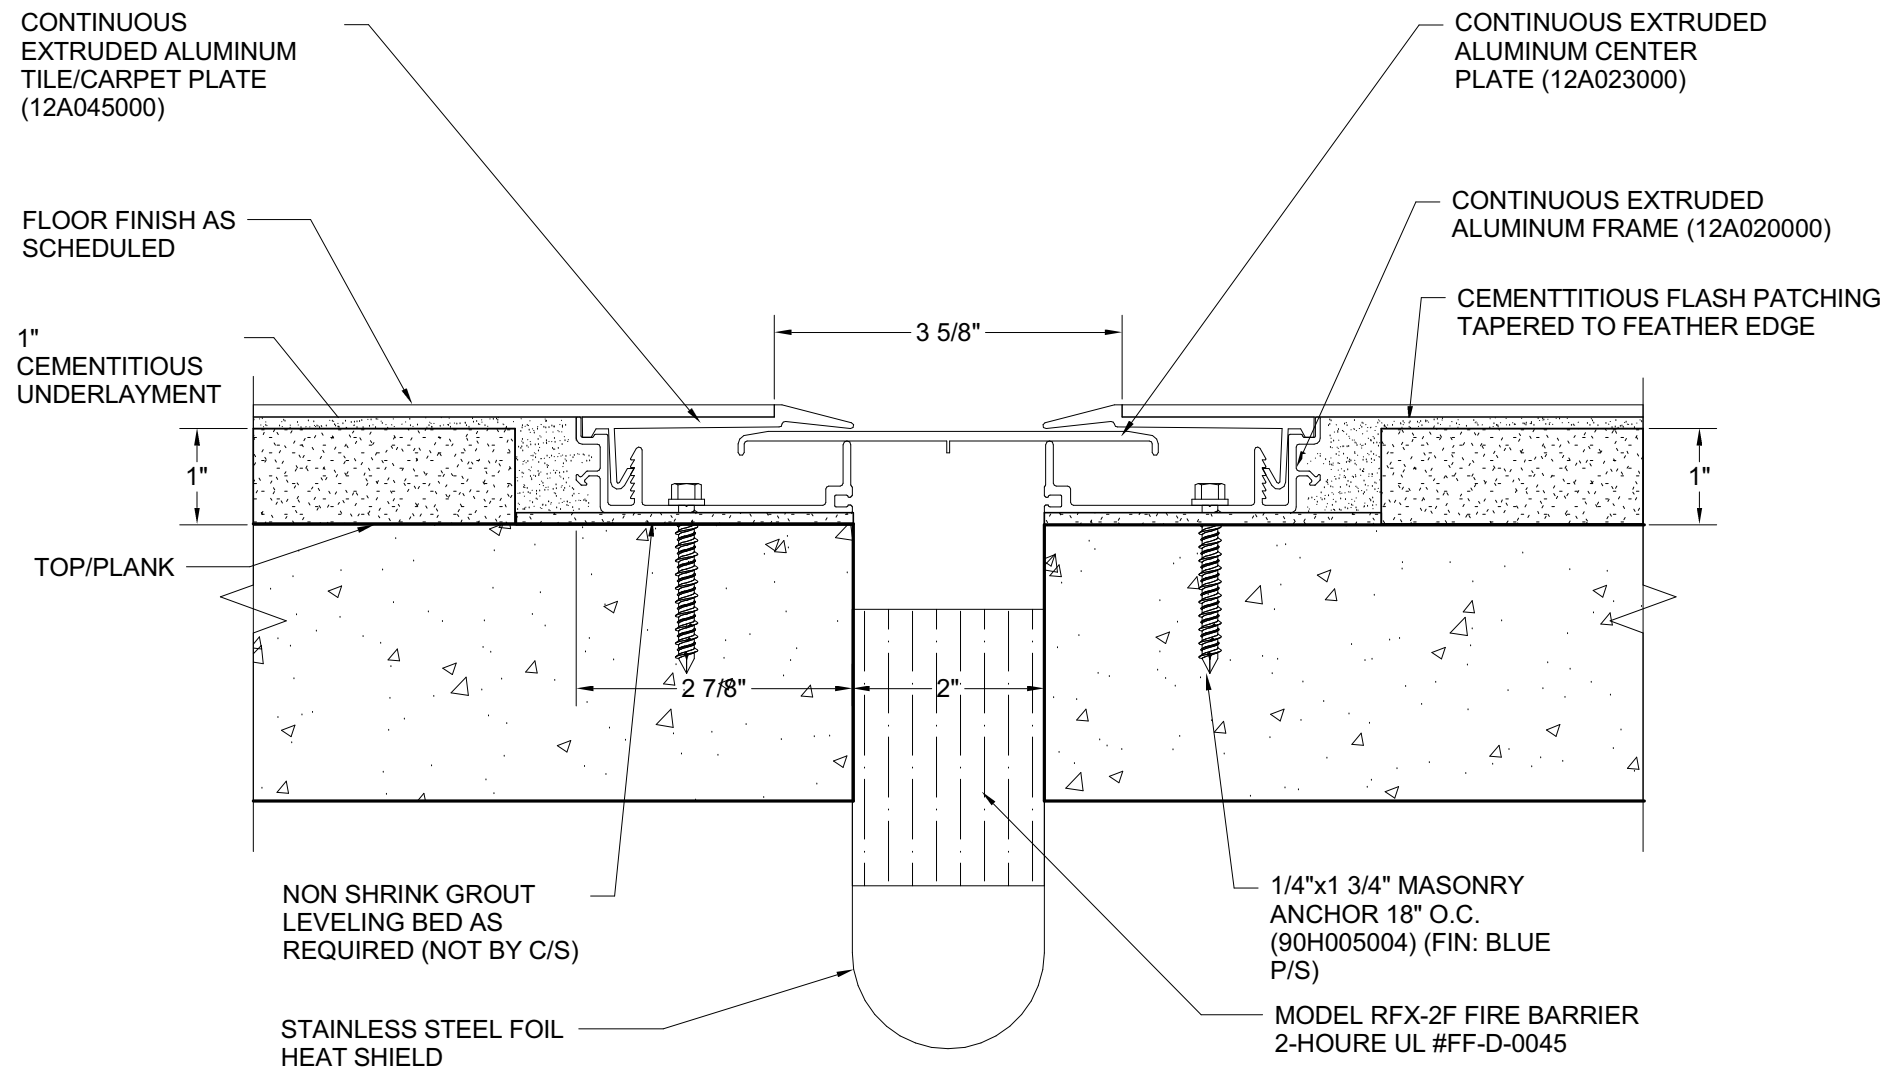 CONTINUOUS
EXTRUDED ALUMINUM
TILE/CARPET PLATE
(12A045000)
CONTINUOUS EXTRUDED
ALUMINUM CENTER
PLATE (12A023000)
FLOOR FINISH AS
SCHEDULED
CONTINUOUS EXTRUDED
ALUMINUM FRAME (12A020000)
CEMENTTITIOUS FLASH PATCHING
TAPERED TO FEATHER EDGE
1"
CEMENTITIOUS
UNDERLAYMENT
3 5/8"
1"
1"
TOP/PLANK
2 7/8"
2"
NON SHRINK GROUT
LEVELING BED AS
REQUIRED (NOT BY C/S)
1/4"x1 3/4" MASONRY
ANCHOR 18" O.C.
(90H005004) (FIN: BLUE
P/S)
STAINLESS STEEL FOIL
HEAT SHIELD
MODEL RFX-2F FIRE BARRIER
2-HOURE UL #FF-D-0045